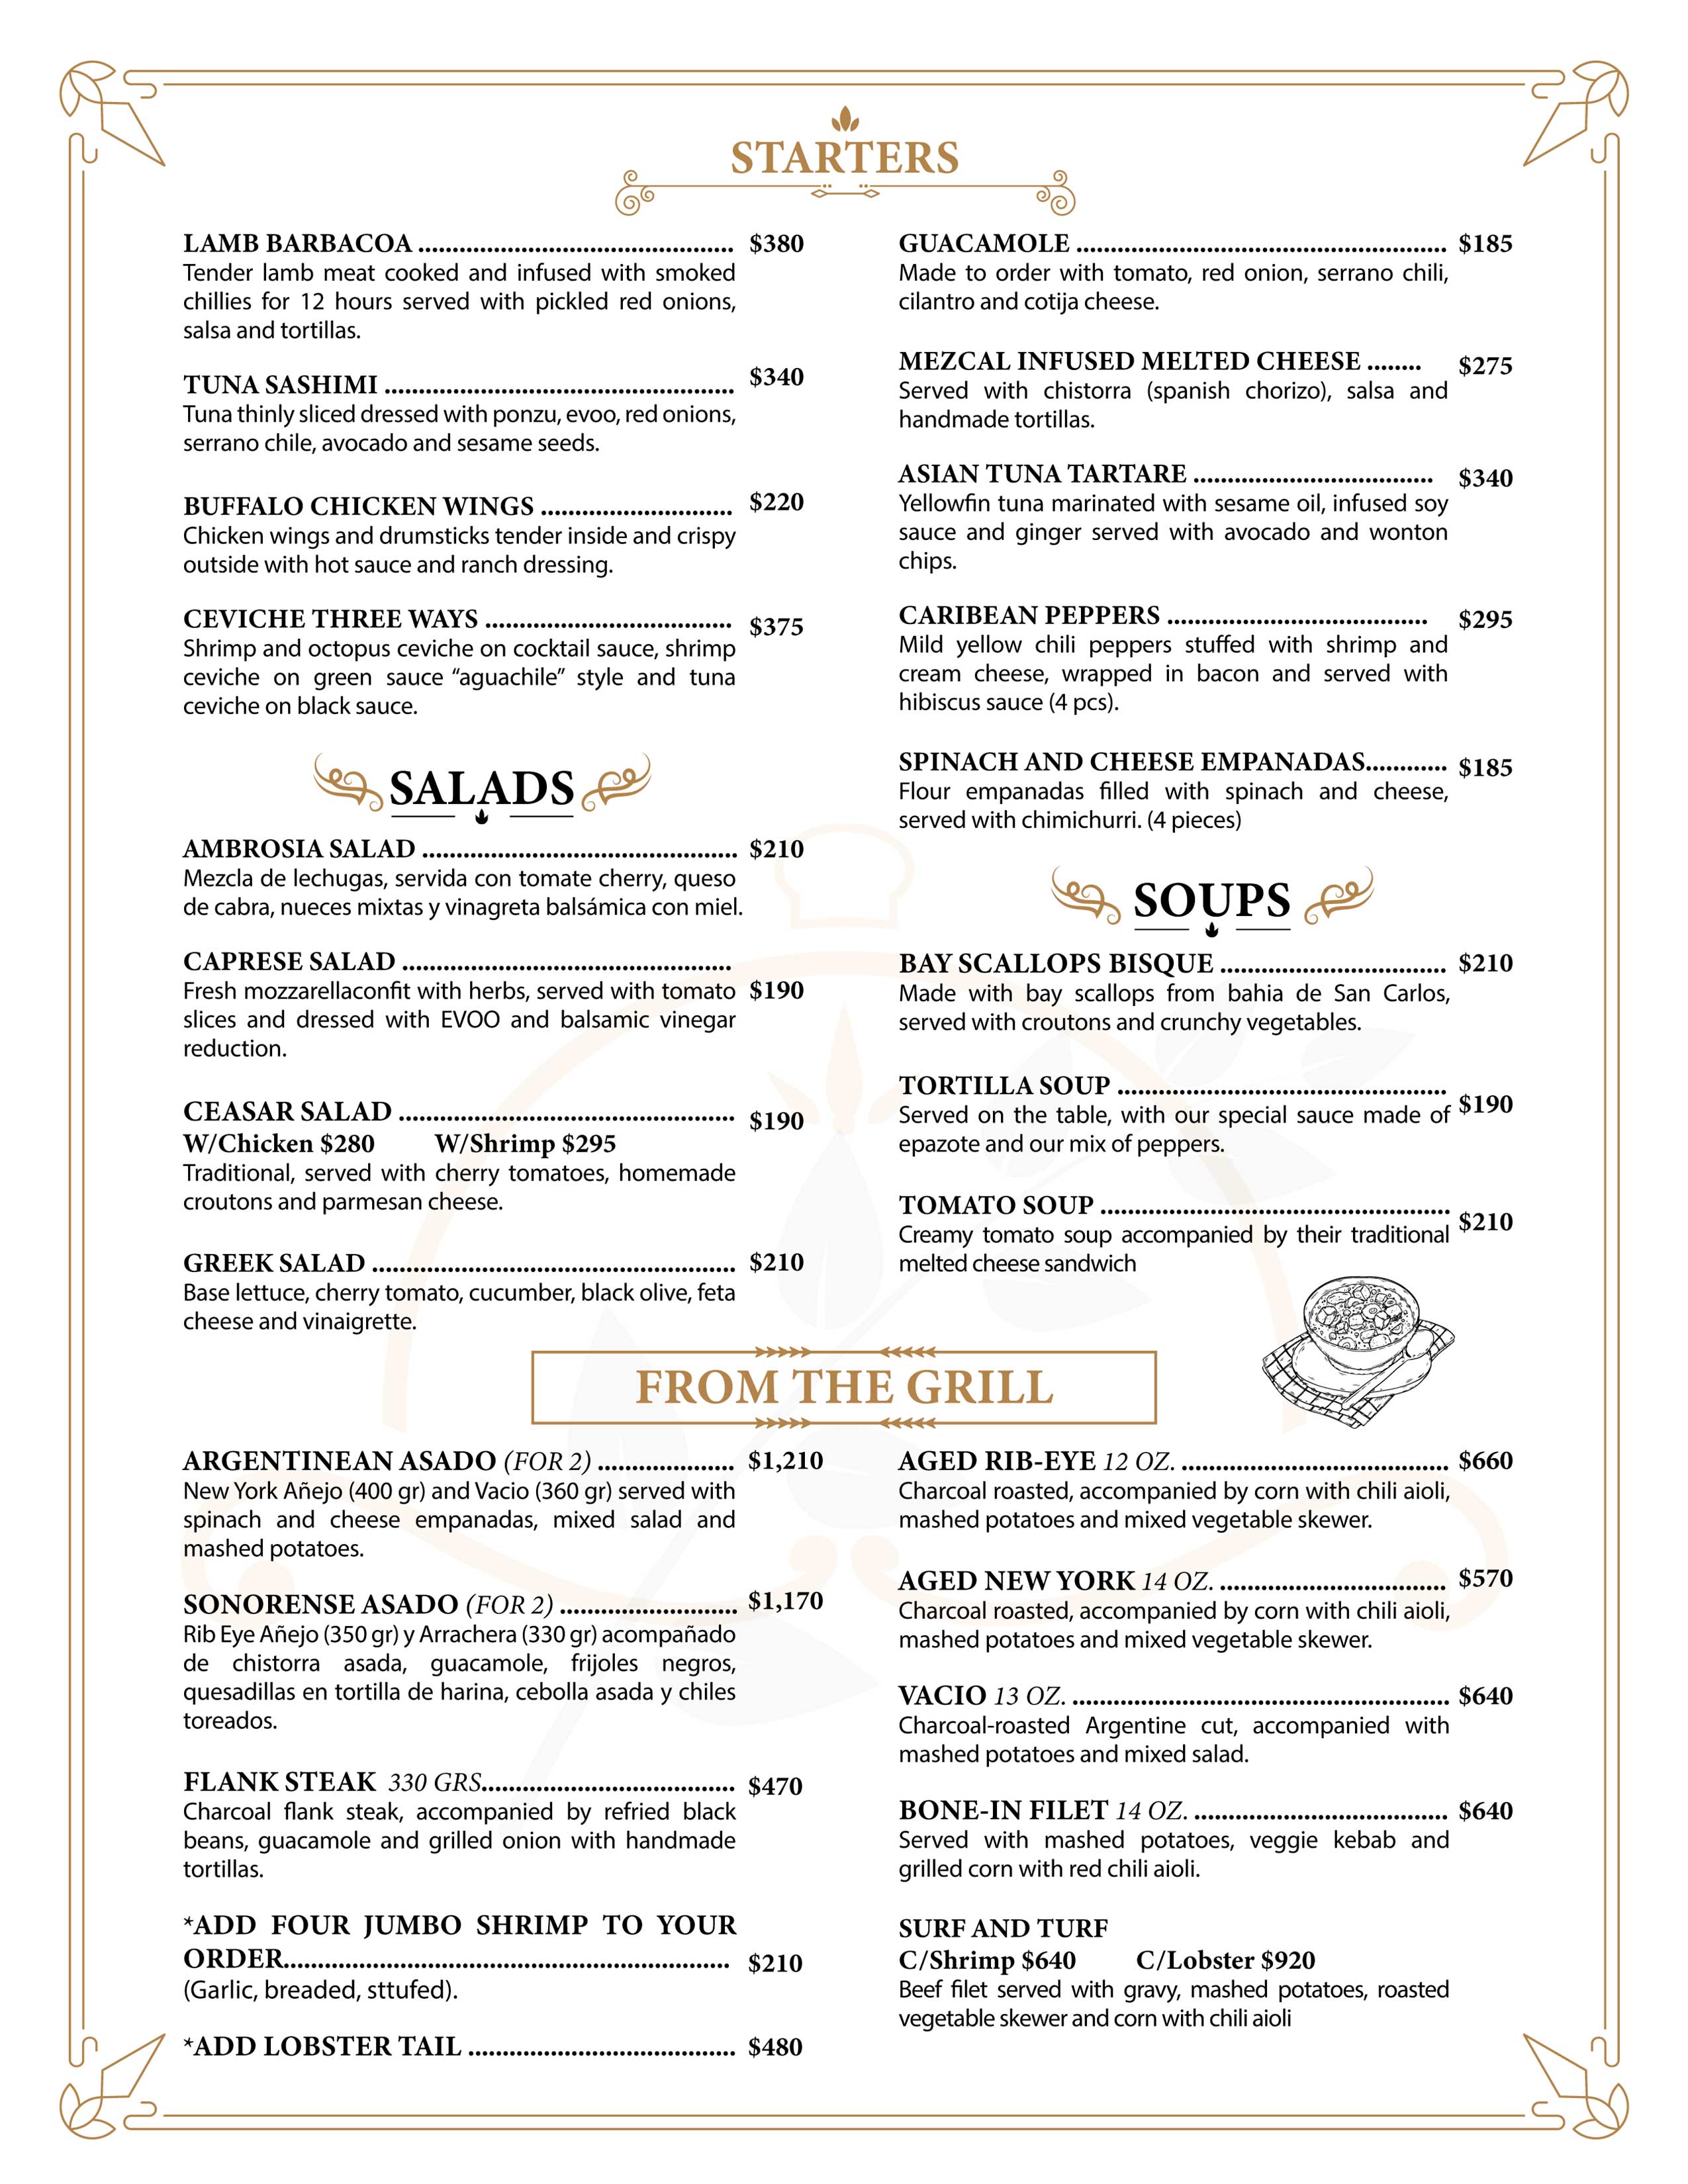 STARTERS
LAMB BARBACOA .............................................. $380
Tender lamb meat cooked and infused with smoked
chillies for 12 hours served with pickled red onions,
salsa and tortillas.
TUNA SASHIMI ................................................... $340
Tuna thinly sliced dressed with ponzu, evoo, red onions,
serrano chile, avocado and sesame seeds.
BUFFALO CHICKEN WINGS ............................ $220
Chicken wings and drumsticks tender inside and crispy
outside with hot sauce and ranch dressing.
CEVICHE THREE WAYS .................................... $375
Shrimp and octopus ceviche on cocktail sauce, shrimp
ceviche on green sauce “aguachile” style and tuna
ceviche on black sauce.
GUACAMOLE ...................................................... $185
Made to order with tomato, red onion, serrano chili,
cilantro and cotija cheese.
MEZCAL INFUSED MELTED CHEESE ........ $275
Served with chistorra (spanish chorizo), salsa and
handmade tortillas.
ASIAN TUNA TARTARE ................................... $340
Yellowfin tuna marinated with sesame oil, infused soy
sauce and ginger served with avocado and wonton
chips.
CARIBEAN PEPPERS ...................................... $295
Mild yellow chili peppers stuffed with shrimp and
cream cheese, wrapped in bacon and served with
hibiscus sauce (4 pcs).
SPINACH AND CHEESE EMPANADAS............ $185
Flour empanadas filled with spinach and cheese,
served with chimichurri. (4 pieces)
SALADS
AMBROSIA SALAD .............................................. $210
Mezcla de lechugas, servida con tomate cherry, queso
de cabra, nueces mixtas y vinagreta balsámica con miel.
CAPRESE SALAD ................................................
Fresh mozzarellaconfit with herbs, served with tomato $190
slices and dressed with EVOO and balsamic vinegar
reduction.
CEASAR SALAD ................................................. $190
W/Chicken $280 W/Shrimp $295
Traditional, served with cherry tomatoes, homemade
croutons and parmesan cheese.
GREEK SALAD ..................................................... $210
Base lettuce, cherry tomato, cucumber, black olive, feta
cheese and vinaigrette.
SOUPS
BAY SCALLOPS BISQUE ................................. $210
Made with bay scallops from bahia de San Carlos,
served with croutons and crunchy vegetables.
TORTILLA SOUP ................................................
Served on the table, with our special sauce made of $190
epazote and our mix of peppers.
TOMATO SOUP ................................................... $210
Creamy tomato soup accompanied by their traditional
melted cheese sandwich
FROM THE GRILL
ARGENTINEAN ASADO (FOR 2) .................... $1,210
New York Añejo (400 gr) and Vacio (360 gr) served with
spinach and cheese empanadas, mixed salad and
mashed potatoes.
SONORENSE ASADO (FOR 2) .......................... $1,170
Rib Eye Añejo (350 gr) y Arrachera (330 gr) acompañado
de chistorra asada, guacamole, frijoles negros,
quesadillas en tortilla de harina, cebolla asada y chiles
toreados.
FLANK STEAK 330 GRS..................................... $470
Charcoal flank steak, accompanied by refried black
beans, guacamole and grilled onion with handmade
tortillas.
*ADD FOUR JUMBO SHRIMP TO YOUR
ORDER................................................................. $210
(Garlic, breaded, sttufed).
*ADD LOBSTER TAIL ....................................... $480
AGED RIB-EYE 12 OZ. ....................................... $660
Charcoal roasted, accompanied by corn with chili aioli,
mashed potatoes and mixed vegetable skewer.
AGED NEW YORK 14 OZ. ................................. $570
Charcoal roasted, accompanied by corn with chili aioli,
mashed potatoes and mixed vegetable skewer.
VACIO 13 OZ. ....................................................... $640
Charcoal-roasted Argentine cut, accompanied with
mashed potatoes and mixed salad.
BONE-IN FILET 14 OZ. ..................................... $640
Served with mashed potatoes, veggie kebab and
grilled corn with red chili aioli.
SURF AND TURF
C/Shrimp $640 C/Lobster $920
Beef filet served with gravy, mashed potatoes, roasted
vegetable skewer and corn with chili aioli